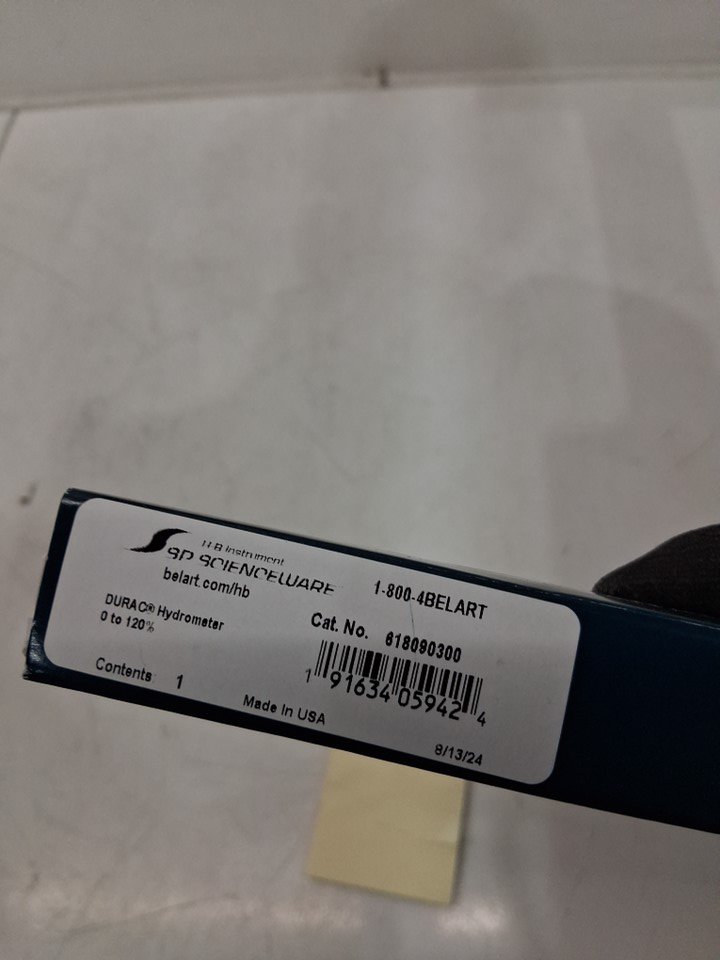 H-B Instrument
SP SCIENCEWARE
belart.com/hb
1-800-4BELART
DURAC® Hydrometer
0 to 120%
Cat. No. 618090300
1 91634 05942 4
Contents 1
Made In USA
8/13/24